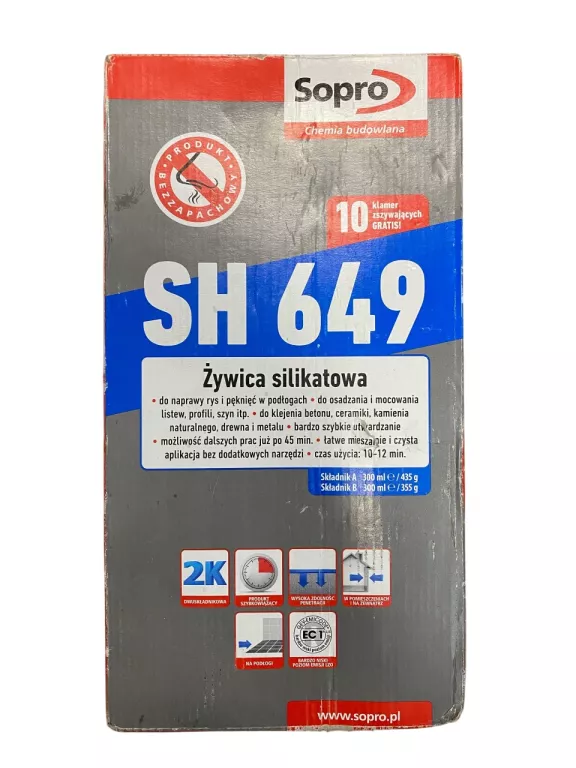 Sopro
Chemia budowlana
PRODUKT
BEZZAPACHOWY
10 klamer
zszywających
GRATIS!
SH 649
Żywica silikatowa
• do naprawy rys i pęknięć w podłogach • do osadzania i mocowania
listew, profili, szyn itp. • do klejenia betonu, ceramiki, kamienia
naturalnego, drewna i metalu • bardzo szybkie utwardzanie
• możliwość dalszych prac już po 45 min. • łatwe mieszanie i czysta
aplikacja bez dodatkowych narzędzi • czas użycia: 10–12 min.
Składnik A 300 ml ℮/435 g
Składnik B 300 ml ℮/355 g
2K
DWUSKŁADNIKOWA
PRODUKT
SZYBKOWIĄŻĄCY
WYSOKA ZDOLNOŚĆ
PENETRACJI
W POMIESZCZENIACH
I NA ZEWNĄTRZ
NA PODŁOGI
GEV-EMICODE
EC 1
BARDZO NISKI
POZIOM EMISJI LZO
www.sopro.pl